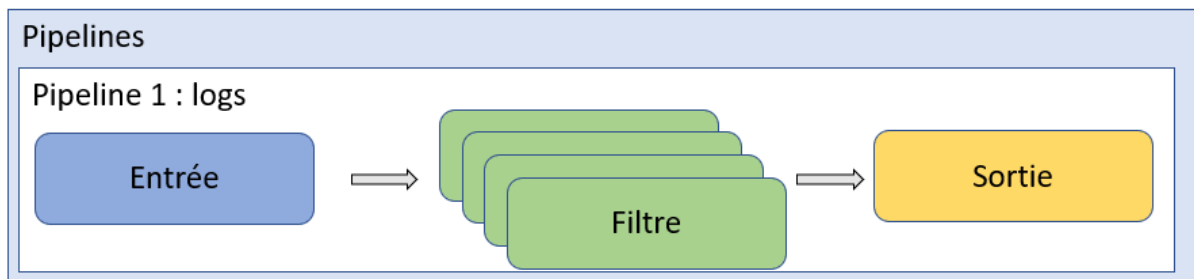 Pipelines
Pipeline 1 : logs
Entrée
Filtre
Sortie